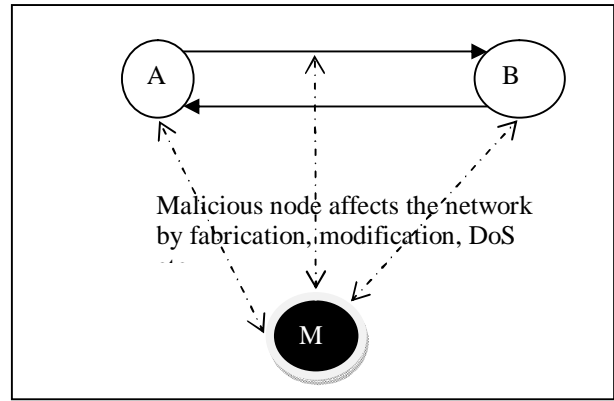 A B
Malicious node affects the network
by fabrication, modification, DoS
M